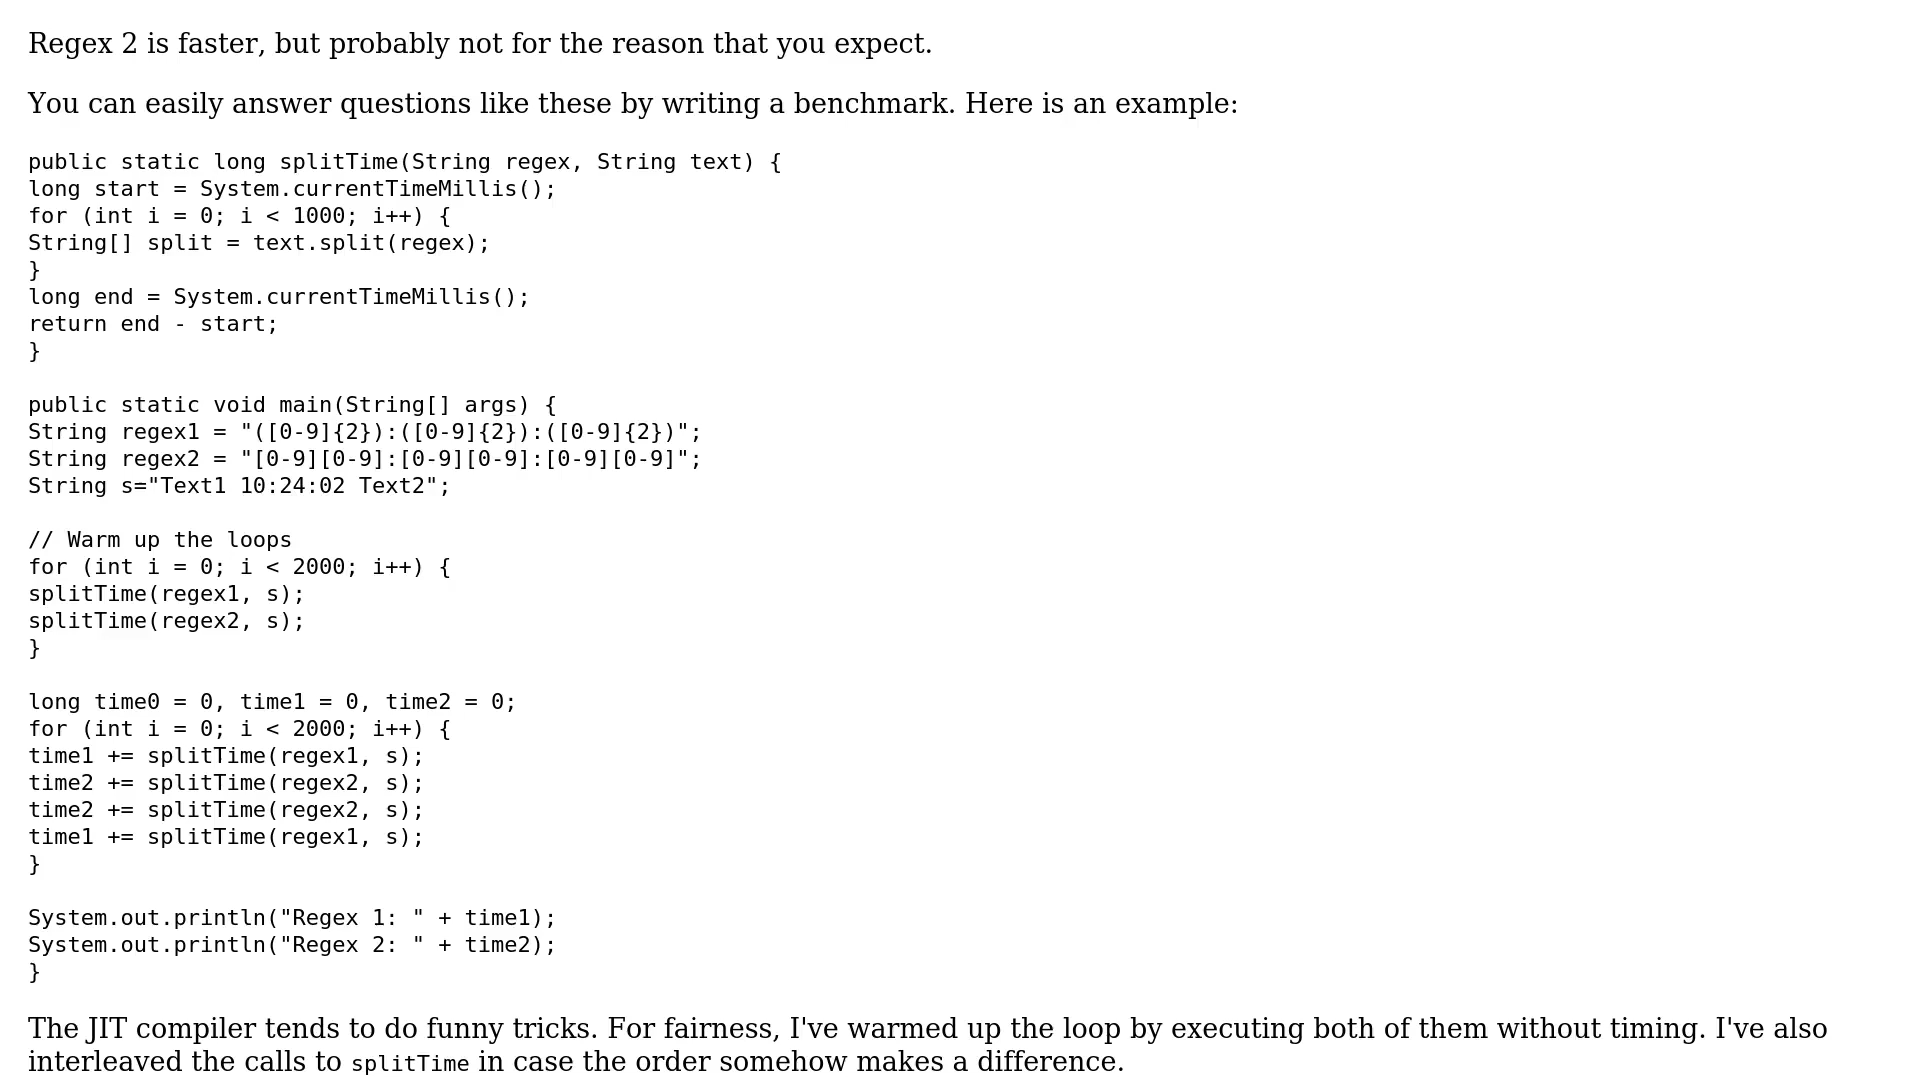 Regex 2 is faster, but probably not for the reason that you expect.
You can easily answer questions like these by writing a benchmark. Here is an example:
public static long splitTime(String regex, String text) {
long start = System.currentTimeMillis();
for (int i = 0; i < 1000; i++) {
String[] split = text.split(regex);
}
long end = System.currentTimeMillis();
return end - start;
}
public static void main(String[] args) {
String regex1 = "([0-9]{2}):([0-9]{2}):([0-9]{2})";
String regex2 = "[0-9][0-9]:[0-9][0-9]:[0-9][0-9]";
String s="Text1 10:24:02 Text2";
// Warm up the loops
for (int i = 0; i < 2000; i++) {
splitTime(regex1, s);
splitTime(regex2, s);
}
long time0 = 0, time1 = 0, time2 = 0;
for (int i = 0; i < 2000; i++) {
time1 += splitTime(regex1, s);
time2 += splitTime(regex2, s);
time2 += splitTime(regex2, s);
time1 += splitTime(regex1, s);
}
System.out.println("Regex 1: " + time1);
System.out.println("Regex 2: " + time2);
}
The JIT compiler tends to do funny tricks. For fairness, I've warmed up the loop by executing both of them without timing. I've also
interleaved the calls to splitTime in case the order somehow makes a difference.